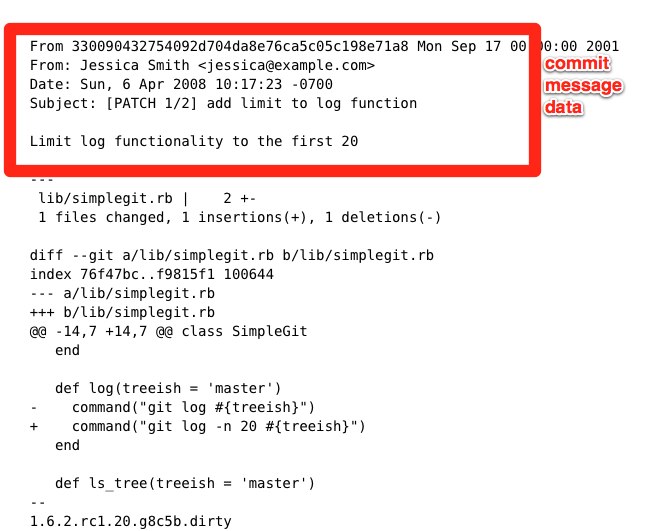 From 330090432754092d704da8e76ca5c05c198e71a8 Mon Sep 17 00:00:00 2001
From: Jessica Smith <jessica@example.com>
Date: Sun, 6 Apr 2008 10:17:23 -0700
Subject: [PATCH 1/2] add limit to log function

Limit log functionality to the first 20
commit
message
data
---
 lib/simplegit.rb |    2 +-
 1 files changed, 1 insertions(+), 1 deletions(-)

diff --git a/lib/simplegit.rb b/lib/simplegit.rb
index 76f47bc..f9815f1 100644
--- a/lib/simplegit.rb
+++ b/lib/simplegit.rb
@@ -14,7 +14,7 @@ class SimpleGit
   end

   def log(treeish = 'master')
-    command("git log #{treeish}")
+    command("git log -n 20 #{treeish}")
   end

   def ls_tree(treeish = 'master')
--
1.6.2.rc1.20.g8c5b.dirty